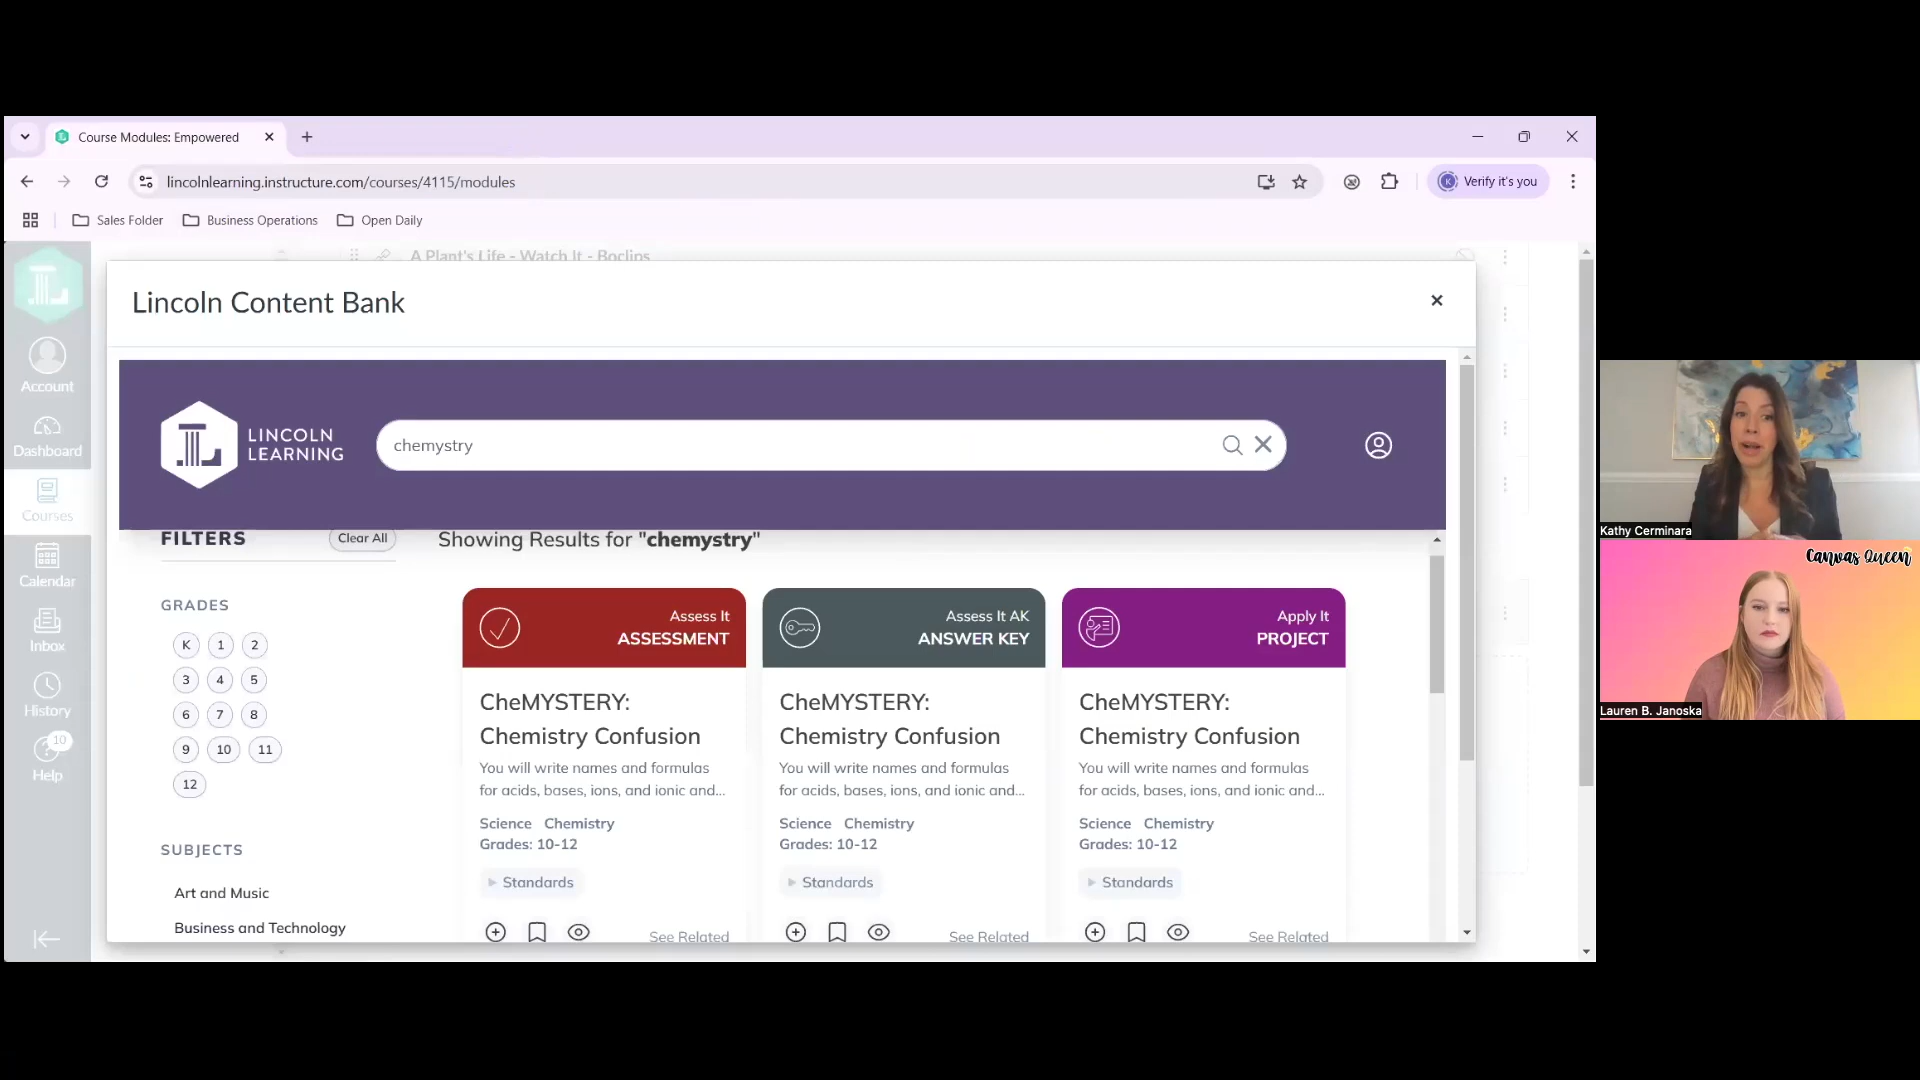 Course Modules: Empowered
lincolnlearning.instructure.com/courses/4115/modules
Verify it's you
Sales Folder
Business Operations
Open Daily
A Plant's Life - Watch It - Boclips
Lincoln Content Bank
LINCOLN
LEARNING
chemystry
Account
Dashboard
Courses
Calendar
Inbox
History
10
Help
FILTERS
Clear All
Showing Results for "chemystry"
GRADES
K 1 2
3 4 5
6 7 8
9 10 11
12
SUBJECTS
Art and Music
Business and Technology
Assess It
ASSESSMENT
CheMYSTERY:
Chemistry Confusion
You will write names and formulas
for acids, bases, ions, and ionic and...
Science Chemistry
Grades: 10-12
Standards
See Related
Assess It AK
ANSWER KEY
CheMYSTERY:
Chemistry Confusion
You will write names and formulas
for acids, bases, ions, and ionic and...
Science Chemistry
Grades: 10-12
Standards
See Related
Apply It
PROJECT
CheMYSTERY:
Chemistry Confusion
You will write names and formulas
for acids, bases, ions, and ionic and...
Science Chemistry
Grades: 10-12
Standards
See Related
Kathy Cerminara
Canvas Queen
Lauren B. Janoska